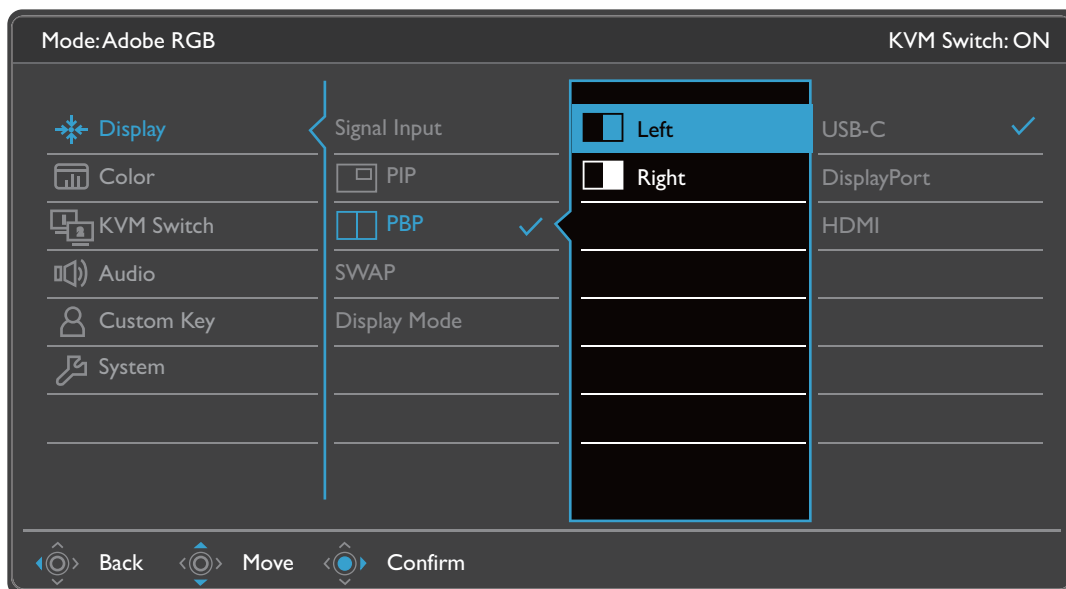 Mode: Adobe RGB
KVM Switch: ON
Display
Color
KVM Switch
Audio
Custom Key
System
Signal Input
PIP
PBP
SWAP
Display Mode
Left
Right
USB-C
DisplayPort
HDMI
Back
Move
Confirm